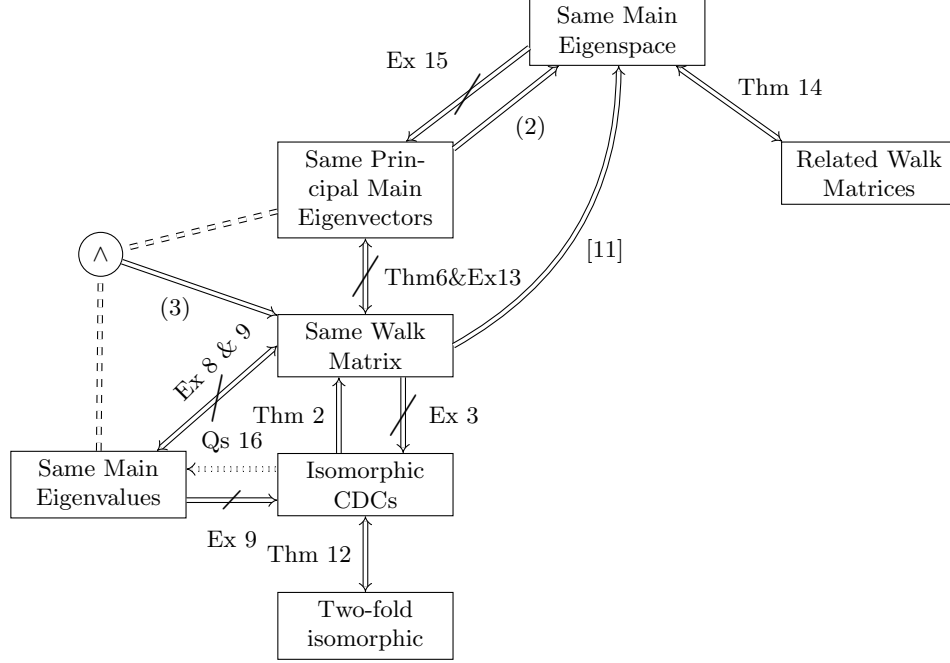 Same Main
Eigenspace
Ex 15
Thm 14
(2)
Same Prin-
cipal Main
Eigenvectors
Related Walk
Matrices
∧
[11]
Thm6&Ex13
(3)
Same Walk
Matrix
Ex 8 & 9
Thm 2
Ex 3
Qs 16
Same Main
Eigenvalues
Isomorphic
CDCs
Ex 9
Thm 12
Two-fold
isomorphic